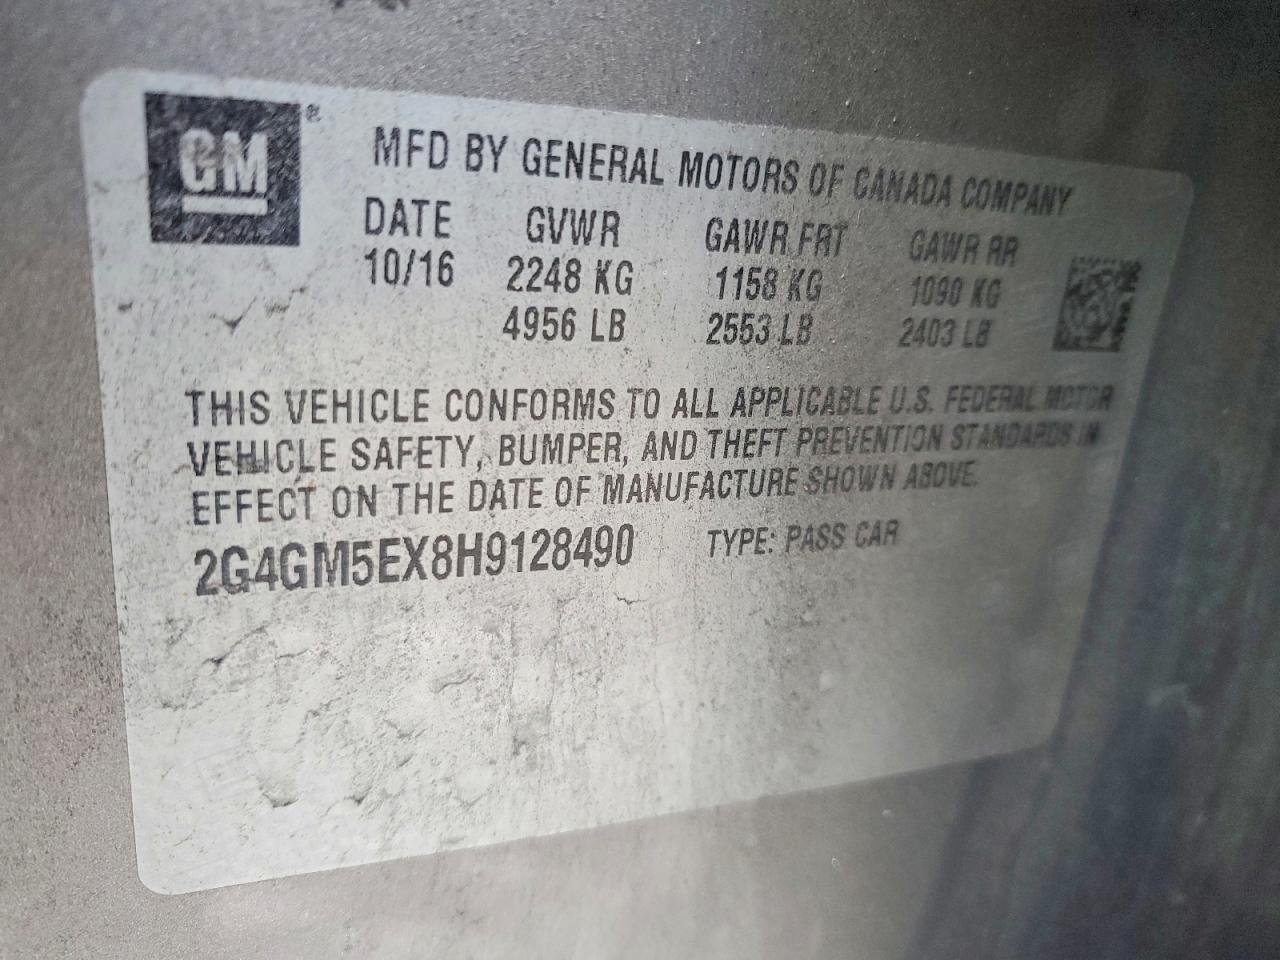 GM ®
MFD BY GENERAL MOTORS OF CANADA COMPANY
DATE GVWR GAWR FRT GAWR RR
10/16 2248 KG 1158 KG 1090 KG
4956 LB 2553 LB 2403 LB
THIS VEHICLE CONFORMS TO ALL APPLICABLE U.S. FEDERAL MOTOR
VEHICLE SAFETY, BUMPER, AND THEFT PREVENTION STANDARDS IN
EFFECT ON THE DATE OF MANUFACTURE SHOWN ABOVE.
2G4GM5EX8H9128490 TYPE: PASS CAR